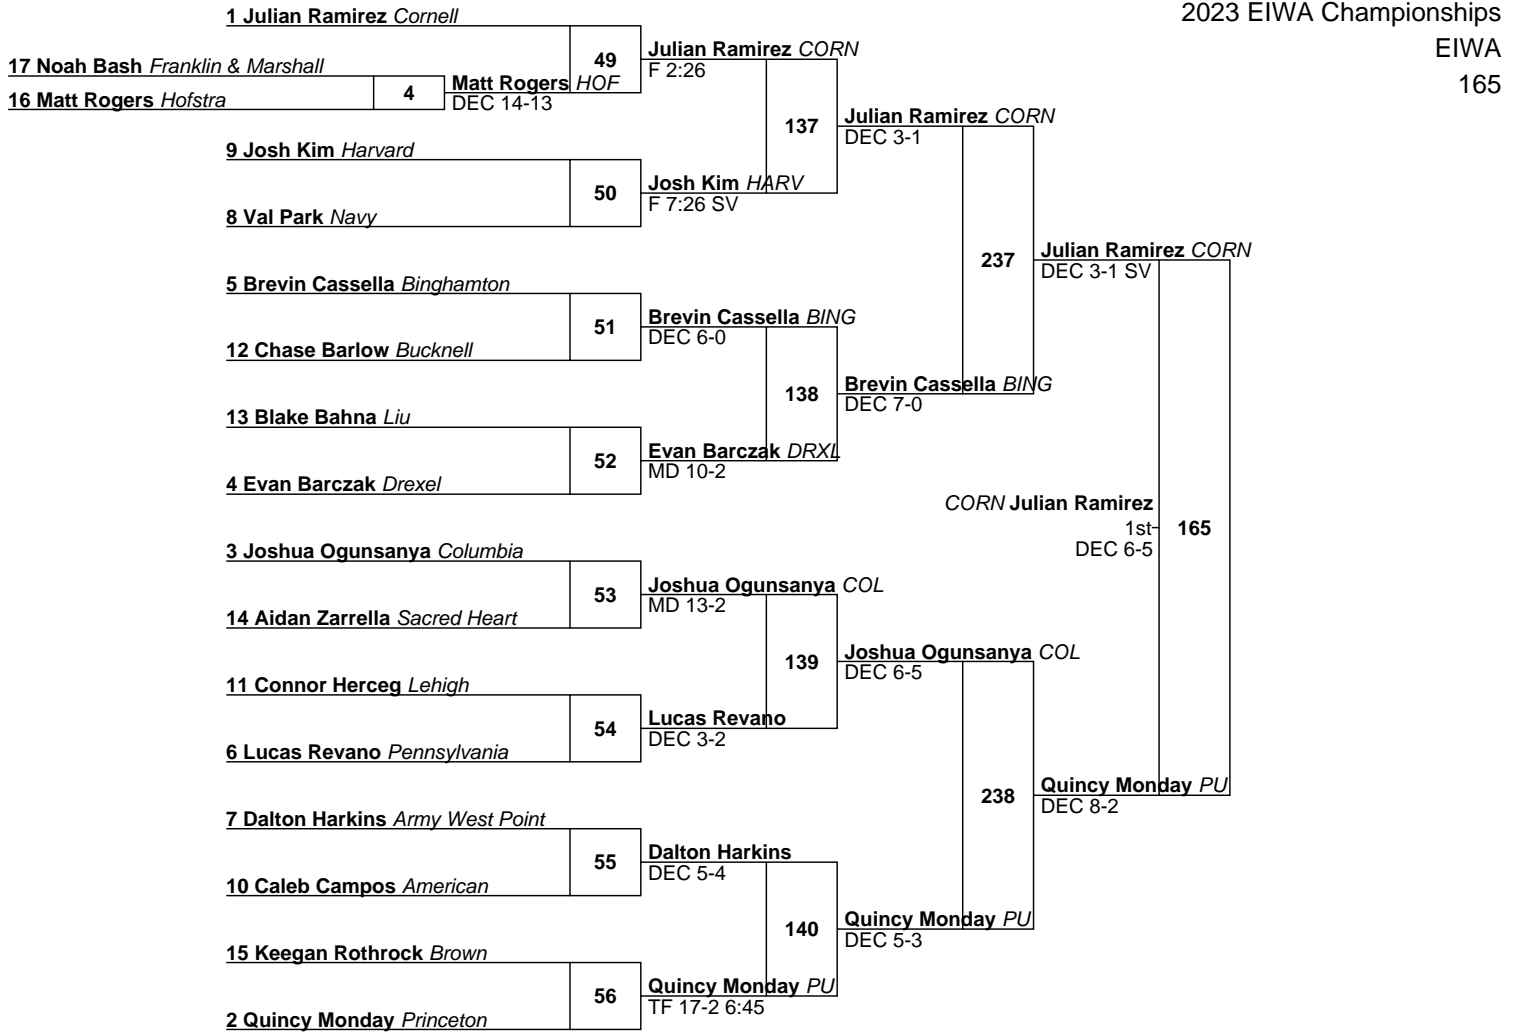 2023 EIWA Championships
EIWA
165
1 Julian Ramirez Cornell
17 Noah Bash Franklin & Marshall
16 Matt Rogers Hofstra
4
Matt Rogers HOF
DEC 14-13
49
Julian Ramirez CORN
F 2:26
9 Josh Kim Harvard
8 Val Park Navy
50
Josh Kim HARV
F 7:26 SV
137
Julian Ramirez CORN
DEC 3-1
5 Brevin Cassella Binghamton
12 Chase Barlow Bucknell
51
Brevin Cassella BING
DEC 6-0
13 Blake Bahna Liu
4 Evan Barczak Drexel
52
Evan Barczak DRXL
MD 10-2
138
Brevin Cassella BING
DEC 7-0
237
Julian Ramirez CORN
DEC 3-1 SV
3 Joshua Ogunsanya Columbia
14 Aidan Zarrella Sacred Heart
53
Joshua Ogunsanya COL
MD 13-2
11 Connor Herceg Lehigh
6 Lucas Revano Pennsylvania
54
Lucas Revano
DEC 3-2
139
Joshua Ogunsanya COL
DEC 6-5
7 Dalton Harkins Army West Point
10 Caleb Campos American
55
Dalton Harkins
DEC 5-4
15 Keegan Rothrock Brown
2 Quincy Monday Princeton
56
Quincy Monday PU
TF 17-2 6:45
140
Quincy Monday PU
DEC 5-3
238
Quincy Monday PU
DEC 8-2
CORN Julian Ramirez
1st
DEC 6-5
165